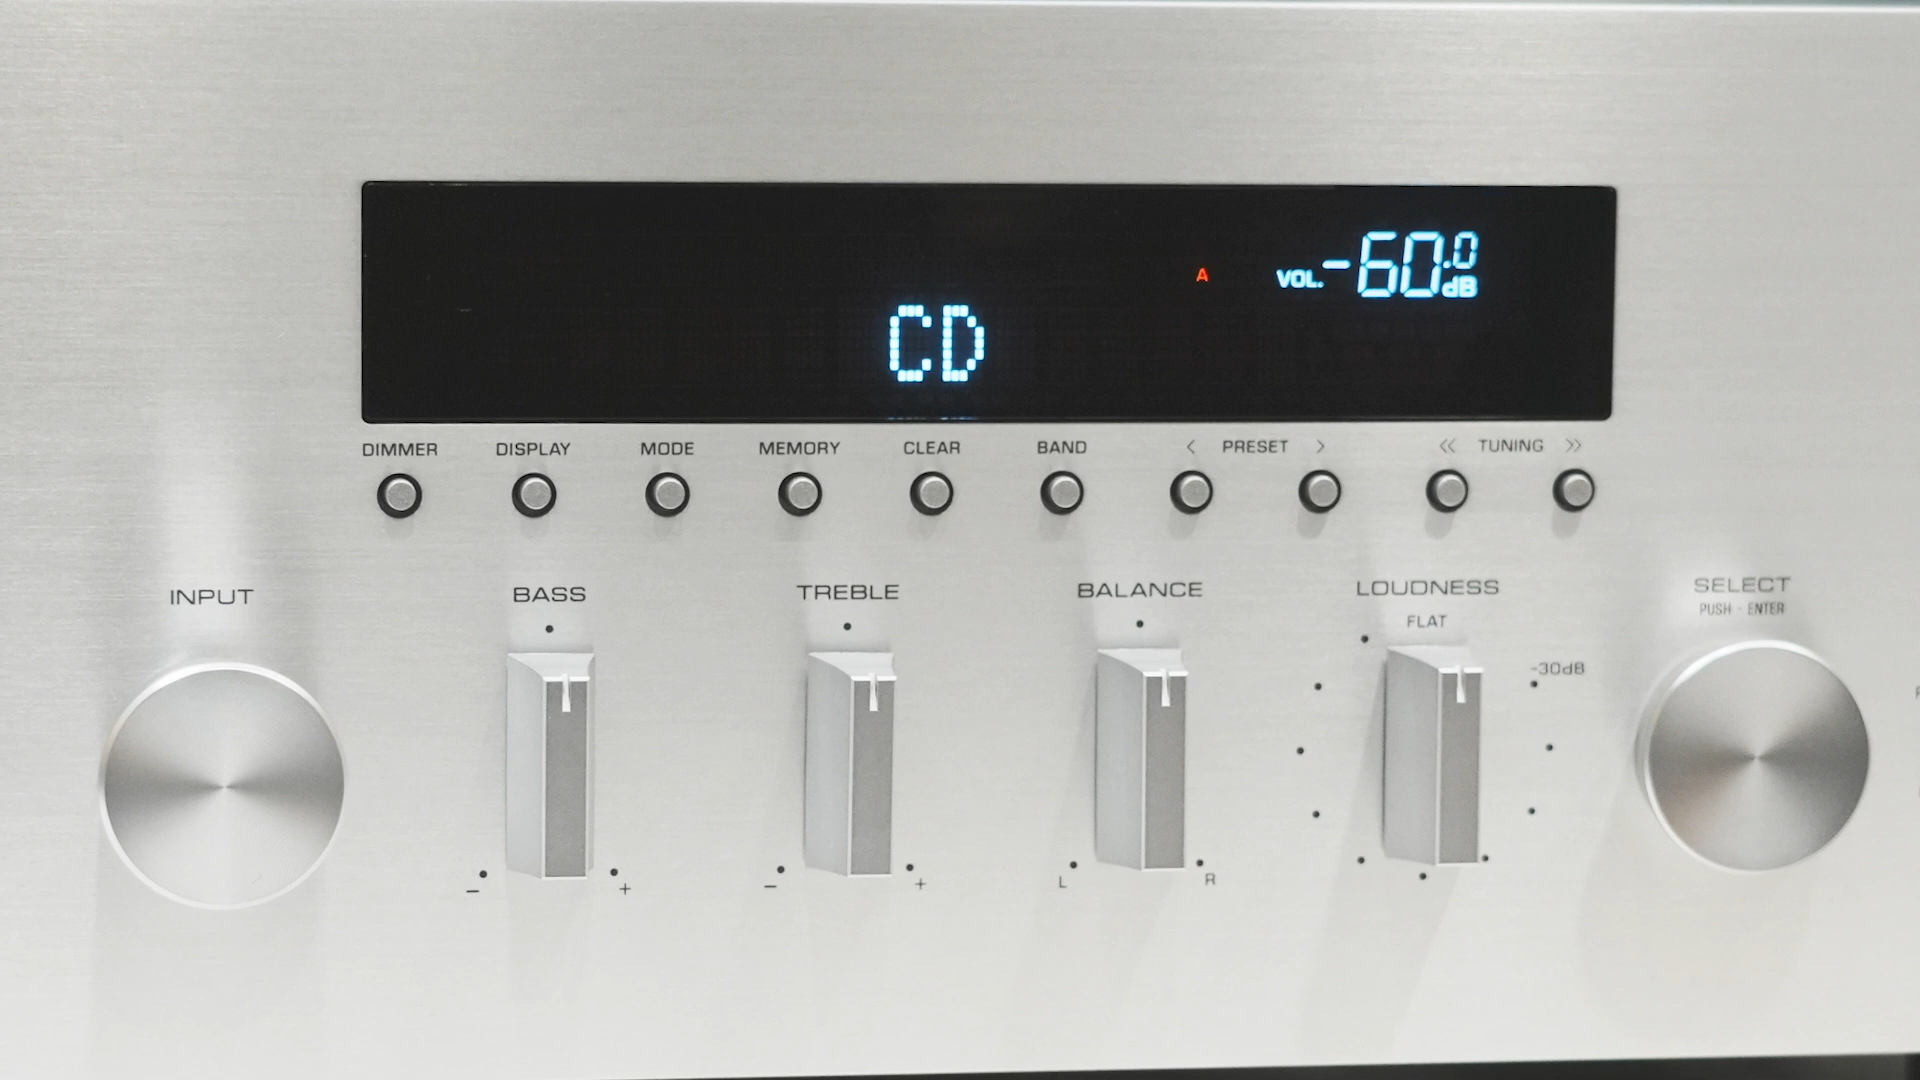 A VOL. -60.0 dB
CD
DIMMER DISPLAY MODE MEMORY CLEAR BAND < PRESET > << TUNING >>
INPUT BASS TREBLE BALANCE LOUDNESS SELECT
FLAT PUSH - ENTER
-30dB
- + - + L R